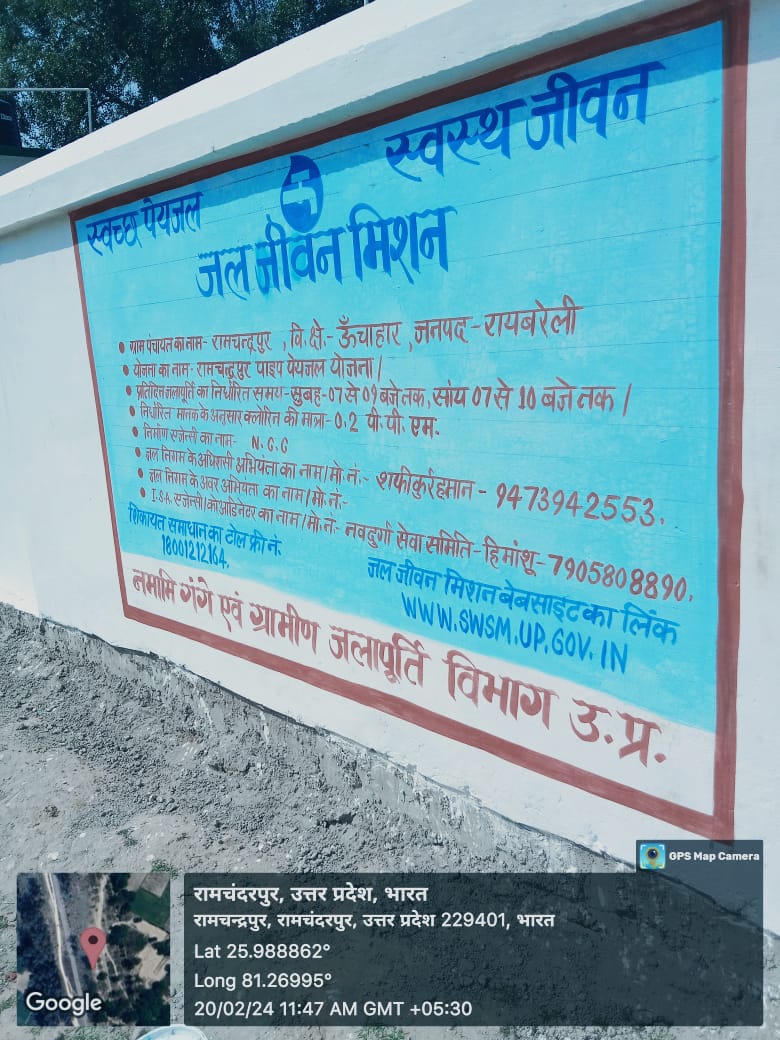 स्वच्छ पेयजल
स्वस्थ जीवन
जल जीवन मिशन
• ग्राम पंचायत का नाम- रामचन्द्रपुर , वि. क्षे.- ऊँचाहार , जनपद- रायबरेली
• योजना का नाम- रामचन्द्रपुर पाइप पेयजल योजना।
• प्रतिदिन जलापूर्ति का निर्धारित समय- सुबह-07 से 09 बजे तक, सांय 07 से 10 बजे तक।
• निर्धारित मानक के अनुसार क्लोरिन की मात्रा- 0.2 पी. पी. एम.
• निर्माण एजेन्सी का नाम- N.C.C
• जल निगम के अधिशासी अभियंता का नाम/मो. नं.- शफीकुर्रहमान - 9473942553.
• जल निगम के अवर अभियंता का नाम/मो. नं:-
• I.S.A. एजेन्सी/कोऑर्डिनेटर का नाम/मो. नं:- नवदुर्गा सेवा समिति-हिमांशू-7905808890.
शिकायत समाधान का टोल फ्री नं.
18001212164.
जल जीवन मिशन बेबसाइट का लिंक
WWW.SWSM.UP.GOV.IN
नमामि गंगे एवं ग्रामीण जलापूर्ति विभाग उ.प्र.
GPS Map Camera
रामचंदरपुर, उत्तर प्रदेश, भारत
रामचन्द्रपुर, रामचंदरपुर, उत्तर प्रदेश 229401, भारत
Lat 25.988862°
Long 81.26995°
20/02/24 11:47 AM GMT +05:30
Google